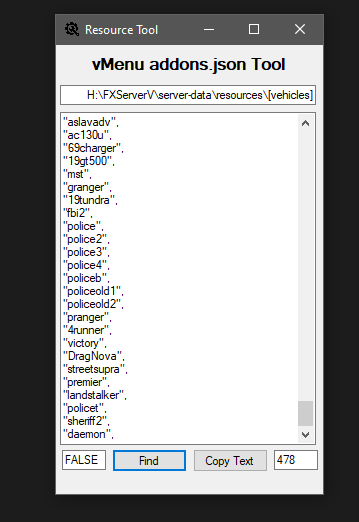 Resource Tool
vMenu addons.json Tool
H:\FXServerV\server-data\resources\[vehicles]
"aslavadv",
"ac130u",
"69charger",
"19gt500",
"mst",
"granger",
"19tundra",
"fbi2",
"police",
"police2",
"police3",
"police4",
"policeb",
"policeold1",
"policeold2",
"pranger",
"4runner",
"victory",
"DragNova",
"streetsupra",
"premier",
"landstalker",
"policet",
"sheriff2",
"daemon",
FALSE Find Copy Text 478